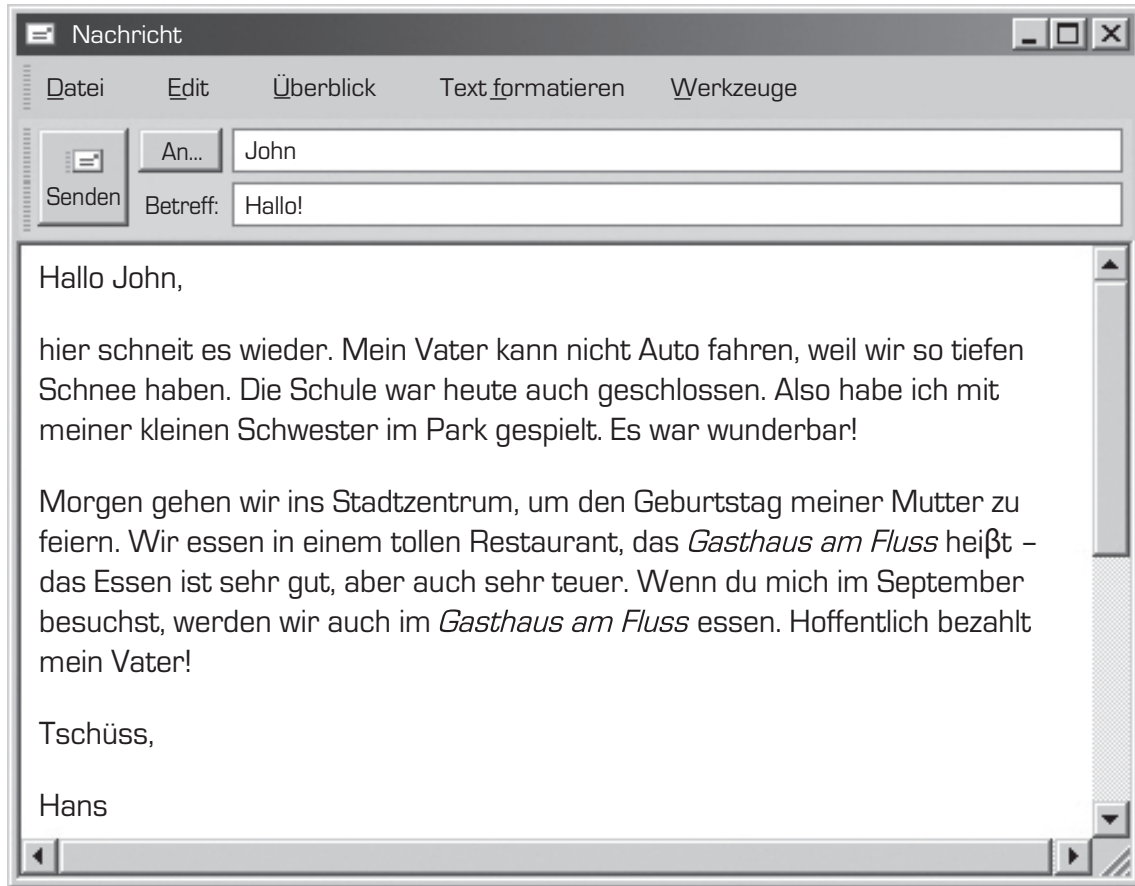 Nachricht
Datei Edit Überblick Text formatieren Werkzeuge
An... John
Senden Betreff: Hallo!
Hallo John,
hier schneit es wieder. Mein Vater kann nicht Auto fahren, weil wir so tiefen
Schnee haben. Die Schule war heute auch geschlossen. Also habe ich mit
meiner kleinen Schwester im Park gespielt. Es war wunderbar!
Morgen gehen wir ins Stadtzentrum, um den Geburtstag meiner Mutter zu
feiern. Wir essen in einem tollen Restaurant, das Gasthaus am Fluss heiβt –
das Essen ist sehr gut, aber auch sehr teuer. Wenn du mich im September
besuchst, werden wir auch im Gasthaus am Fluss essen. Hoffentlich bezahlt
mein Vater!
Tschüss,
Hans